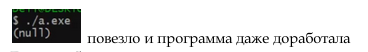 $ ./a.exe
(null)
повезло и программа даже доработала